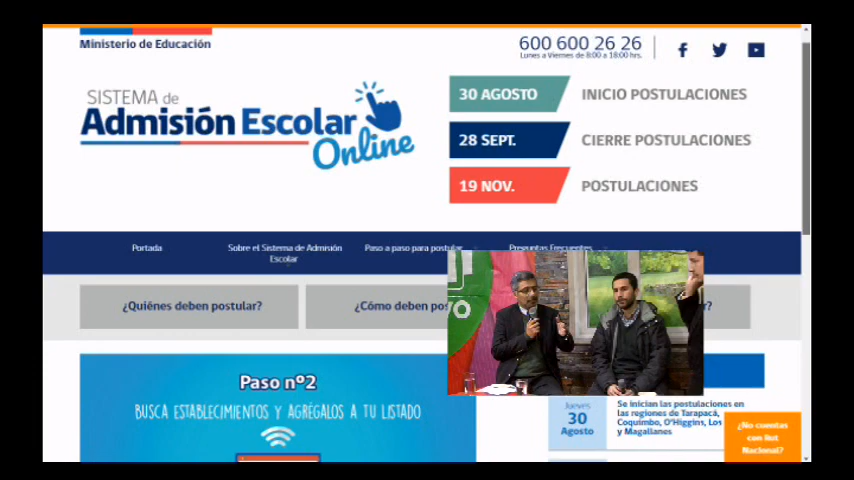 Ministerio de Educación
600 600 26 26
Lunes a Viernes de 8:00 a 18:00 hrs.
SISTEMA de
Admisión Escolar
Online
30 AGOSTO INICIO POSTULACIONES
28 SEPT. CIERRE POSTULACIONES
19 NOV. POSTULACIONES
Portada
Sobre el Sistema de Admisión
Escolar
Paso a paso para postular
Preguntas Frecuentes
¿Quiénes deben postular?
¿Cómo deben pos
r?
VO
Paso nº2
BUSCA ESTABLECIMIENTOS Y AGRÉGALOS A TU LISTADO
Jueves
30
Agosto
Se inician las postulaciones en
las regiones de Tarapacá,
Coquimbo, O'Higgins, Los
y Magallanes
¿No cuentas
con Rut
Nacional?